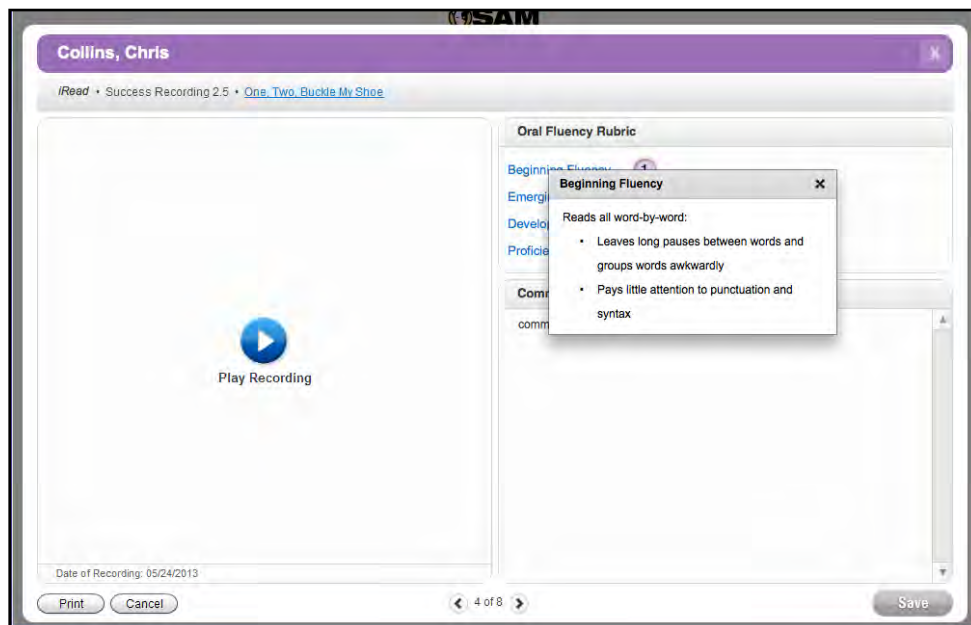 SAM
Collins, Chris
X
iRead • Success Recording 2.5 • One, Two, Buckle My Shoe
Oral Fluency Rubric
Beginning Fluency 1
Beginning Fluency x
Reads all word-by-word:
• Leaves long pauses between words and
groups words awkwardly
• Pays little attention to punctuation and
syntax
Play Recording
Date of Recording: 05/24/2013
Print
Cancel
4 of 8
Save